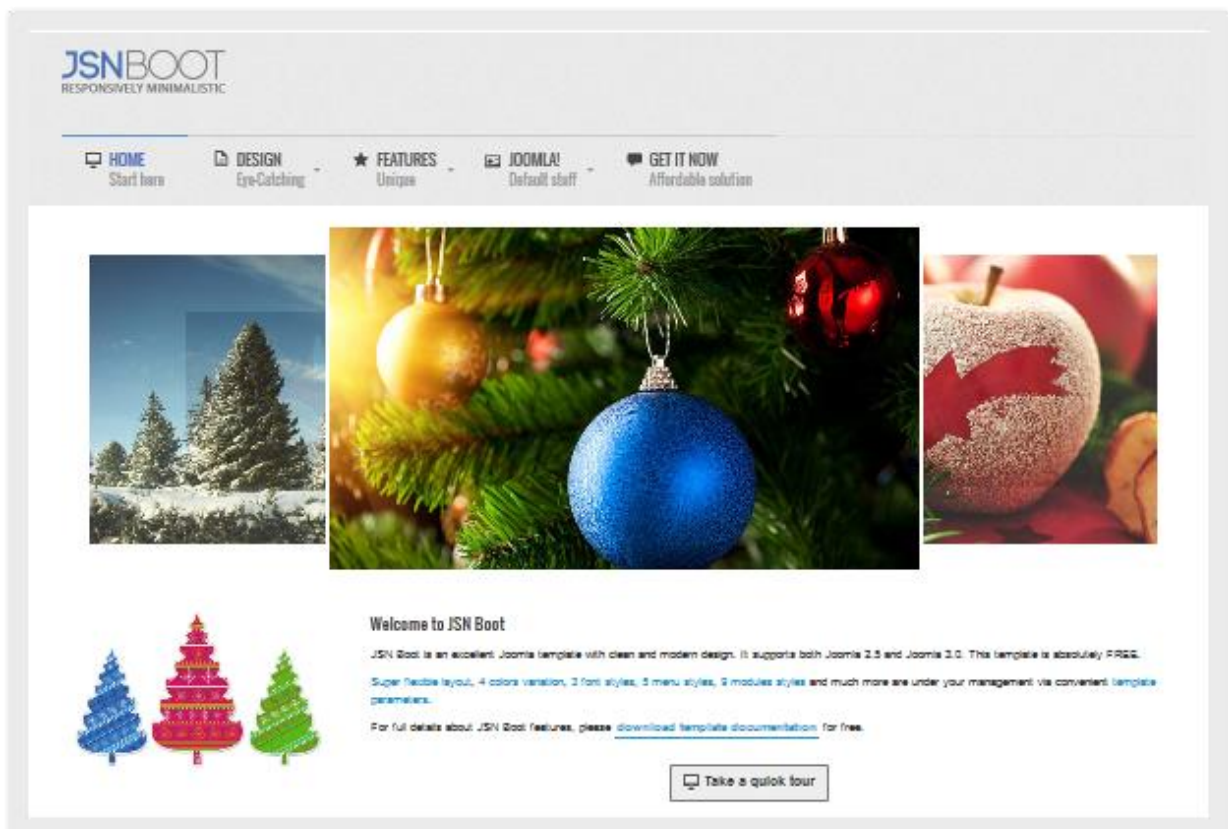 JSNBOOT
RESPONSIVELY MINIMALISTIC
HOME
Start here
DESIGN
Eye-Catching
FEATURES
Unique
JOOMLA!
Default stuff
GET IT NOW
Affordable solution
Welcome to JSN Boot
JSN Boot is an excellent Joomla template with clean and modern design. It supports both Joomla 2.5 and Joomla 3.0. This template is absolutely FREE.
Super flexible layout, 4 colors variation, 3 font styles, 5 menu styles, 9 modules styles and much more are under your management via convenient template
parameters.
For full details about JSN Boot features, please download template documentation for free.
Take a quick tour